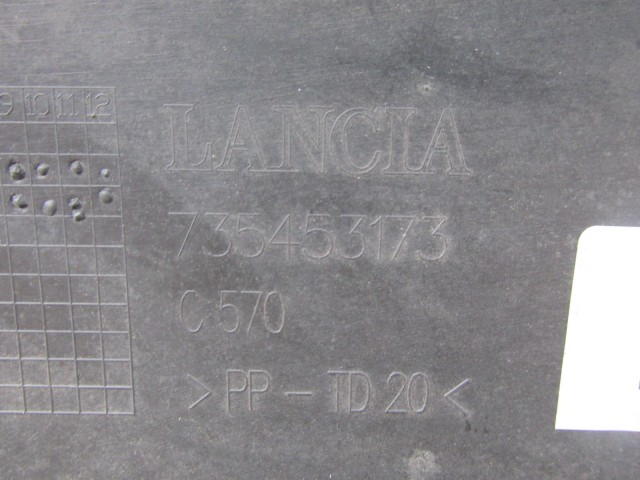 9 10 11 12
LANCIA
735453173
C 570
> PP - TD 20 <